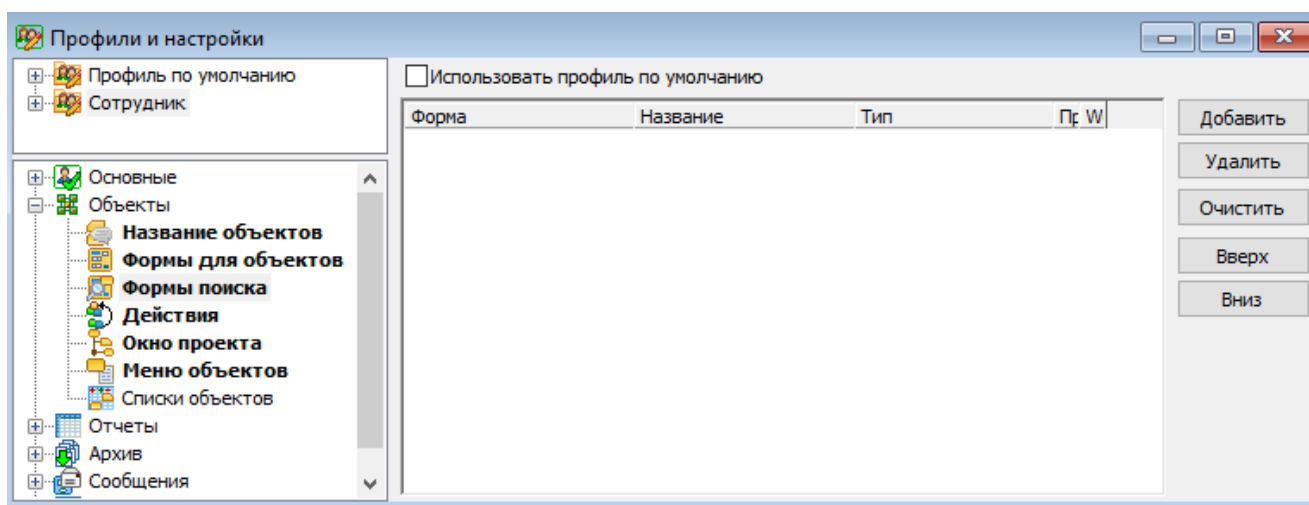 Профили и настройки
Профиль по умолчанию
Сотрудник
Основные
Объекты
Название объектов
Формы для объектов
Формы поиска
Действия
Окно проекта
Меню объектов
Списки объектов
Отчеты
Архив
Сообщения
Использовать профиль по умолчанию
Форма Название Тип Пр W
Добавить
Удалить
Очистить
Вверх
Вниз